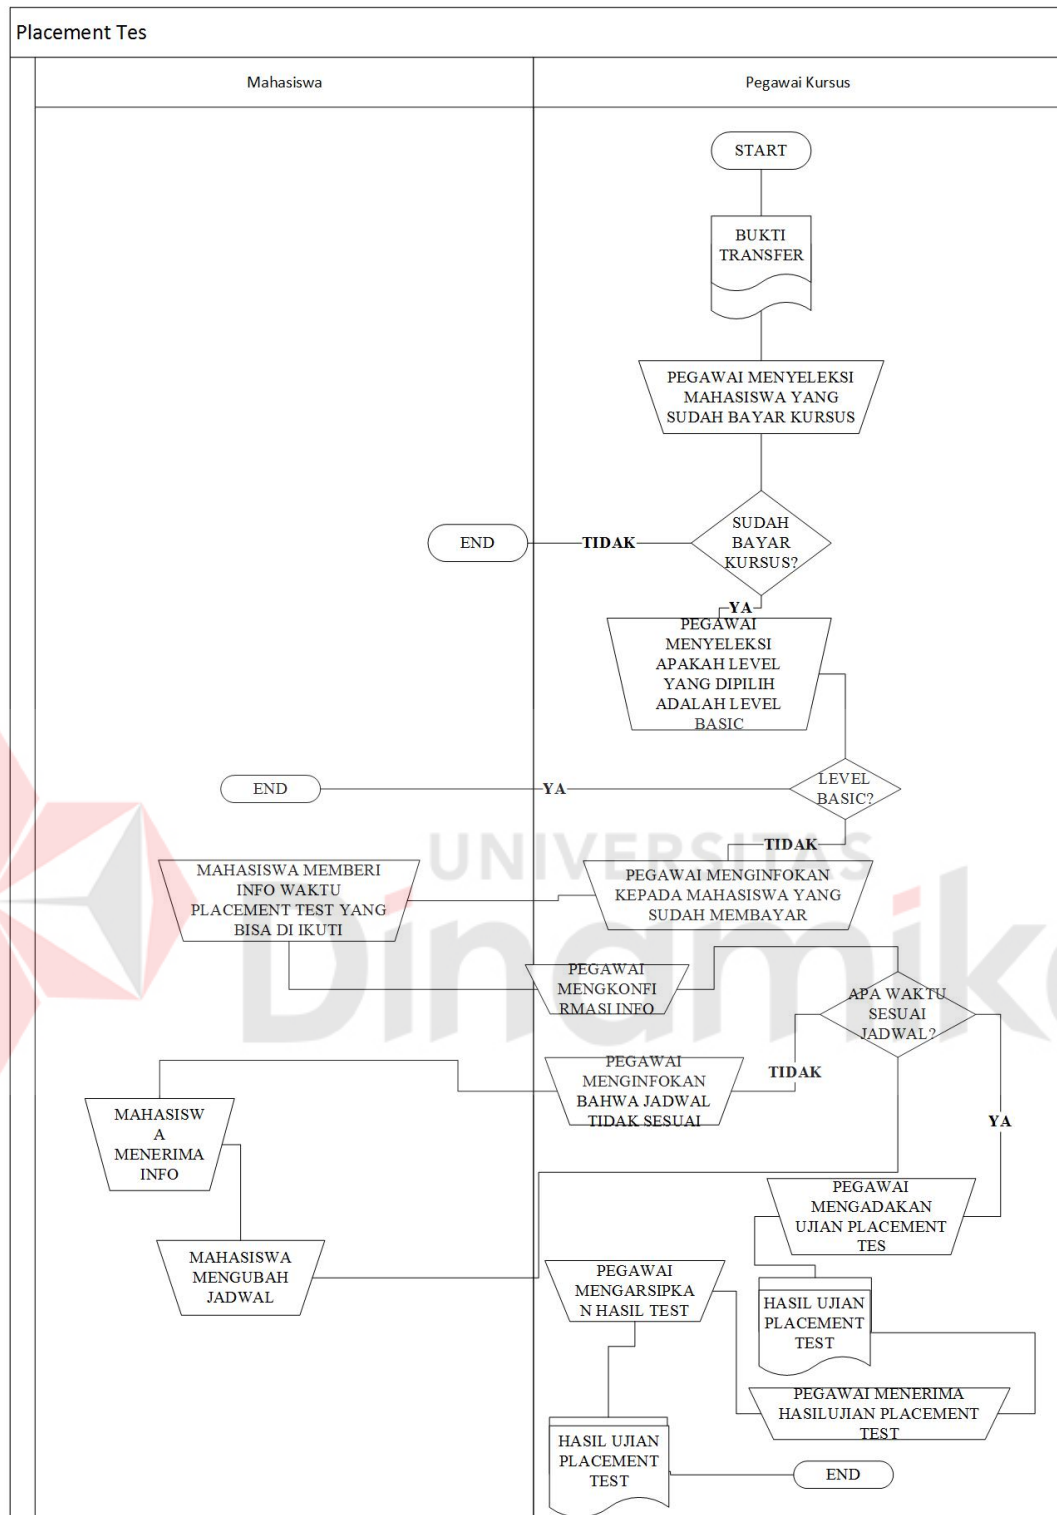 Placement Tes
Mahasiswa
Pegawai Kursus
START
BUKTI
TRANSFER
PEGAWAI MENYELEKSI
MAHASISWA YANG
SUDAH BAYAR KURSUS
SUDAH
BAYAR
KURSUS?
TIDAK
END
YA
PEGAWAI
MENYELEKSI
APAKAH LEVEL
YANG DIPILIH
ADALAH LEVEL
BASIC
LEVEL
BASIC?
YA
END
TIDAK
UNIVERSITAS
Dinamika
PEGAWAI MENGINFOKAN
KEPADA MAHASISWA YANG
SUDAH MEMBAYAR
MAHASISWA MEMBERI
INFO WAKTU
PLACEMENT TEST YANG
BISA DI IKUTI
PEGAWAI
MENGKONFI
RMASI INFO
APA WAKTU
SESUAI
JADWAL?
TIDAK
PEGAWAI
MENGINFOKAN
BAHWA JADWAL
TIDAK SESUAI
MAHASISW
A
MENERIMA
INFO
MAHASISWA
MENGUBAH
JADWAL
YA
PEGAWAI
MENGADAKAN
UJIAN PLACEMENT
TES
HASIL UJIAN
PLACEMENT
TEST
PEGAWAI MENERIMA
HASILUJIAN PLACEMENT
TEST
PEGAWAI
MENGARSIPKA
N HASIL TEST
HASIL UJIAN
PLACEMENT
TEST
END